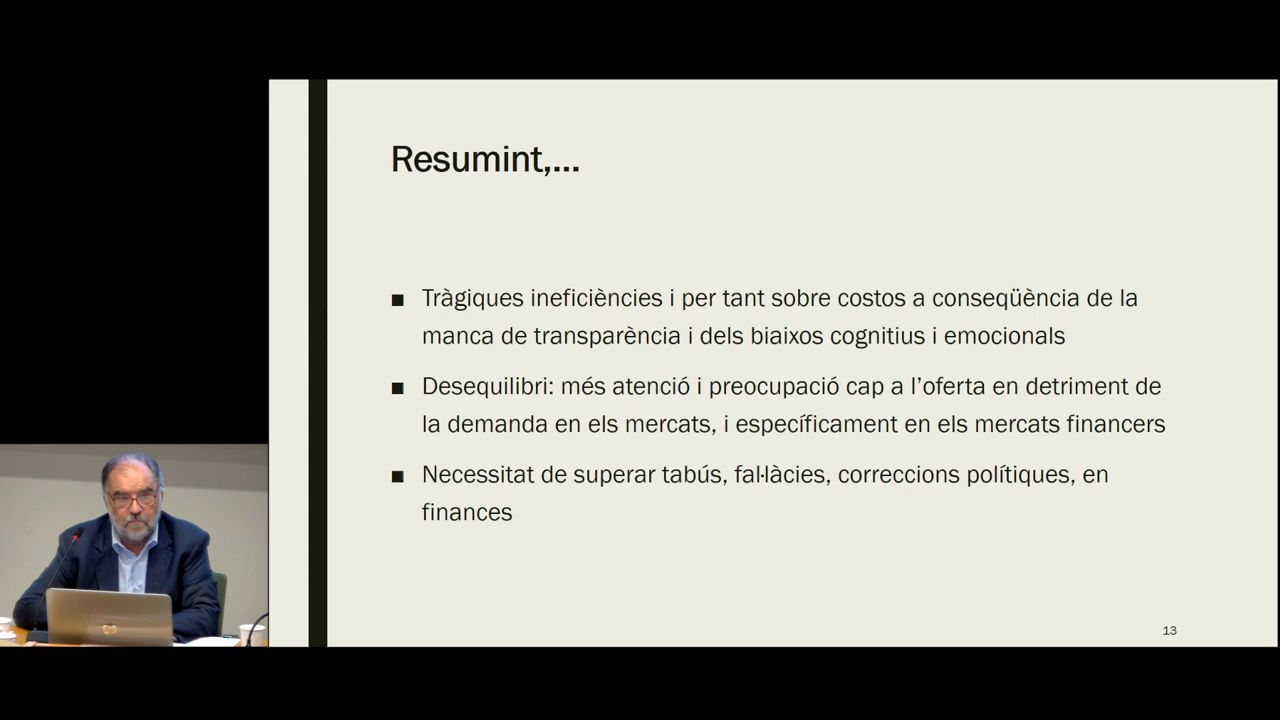 Resumint,...
■ Tràgiques ineficiències i per tant sobre costos a conseqüència de la
manca de transparència i dels biaixos cognitius i emocionals
■ Desequilibri: més atenció i preocupació cap a l’oferta en detriment de
la demanda en els mercats, i específicament en els mercats financers
■ Necessitat de superar tabús, fal·làcies, correccions polítiques, en
finances
13